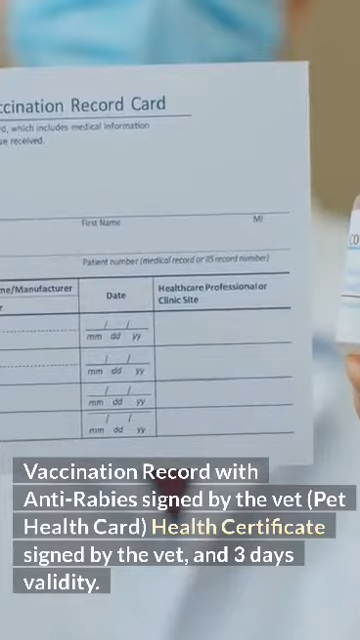 ccination Record Card
d, which includes medical information
ve received.
First Name
MI
Patient number (medical record or IIS record number)
me/Manufacturer
Date
Healthcare Professional or
Clinic Site
mm dd yy
mm dd yy
mm dd yy
mm dd yy
CO
Vaccination Record with
Anti-Rabies signed by the vet (Pet
Health Card) Health Certificate
signed by the vet, and 3 days
validity.